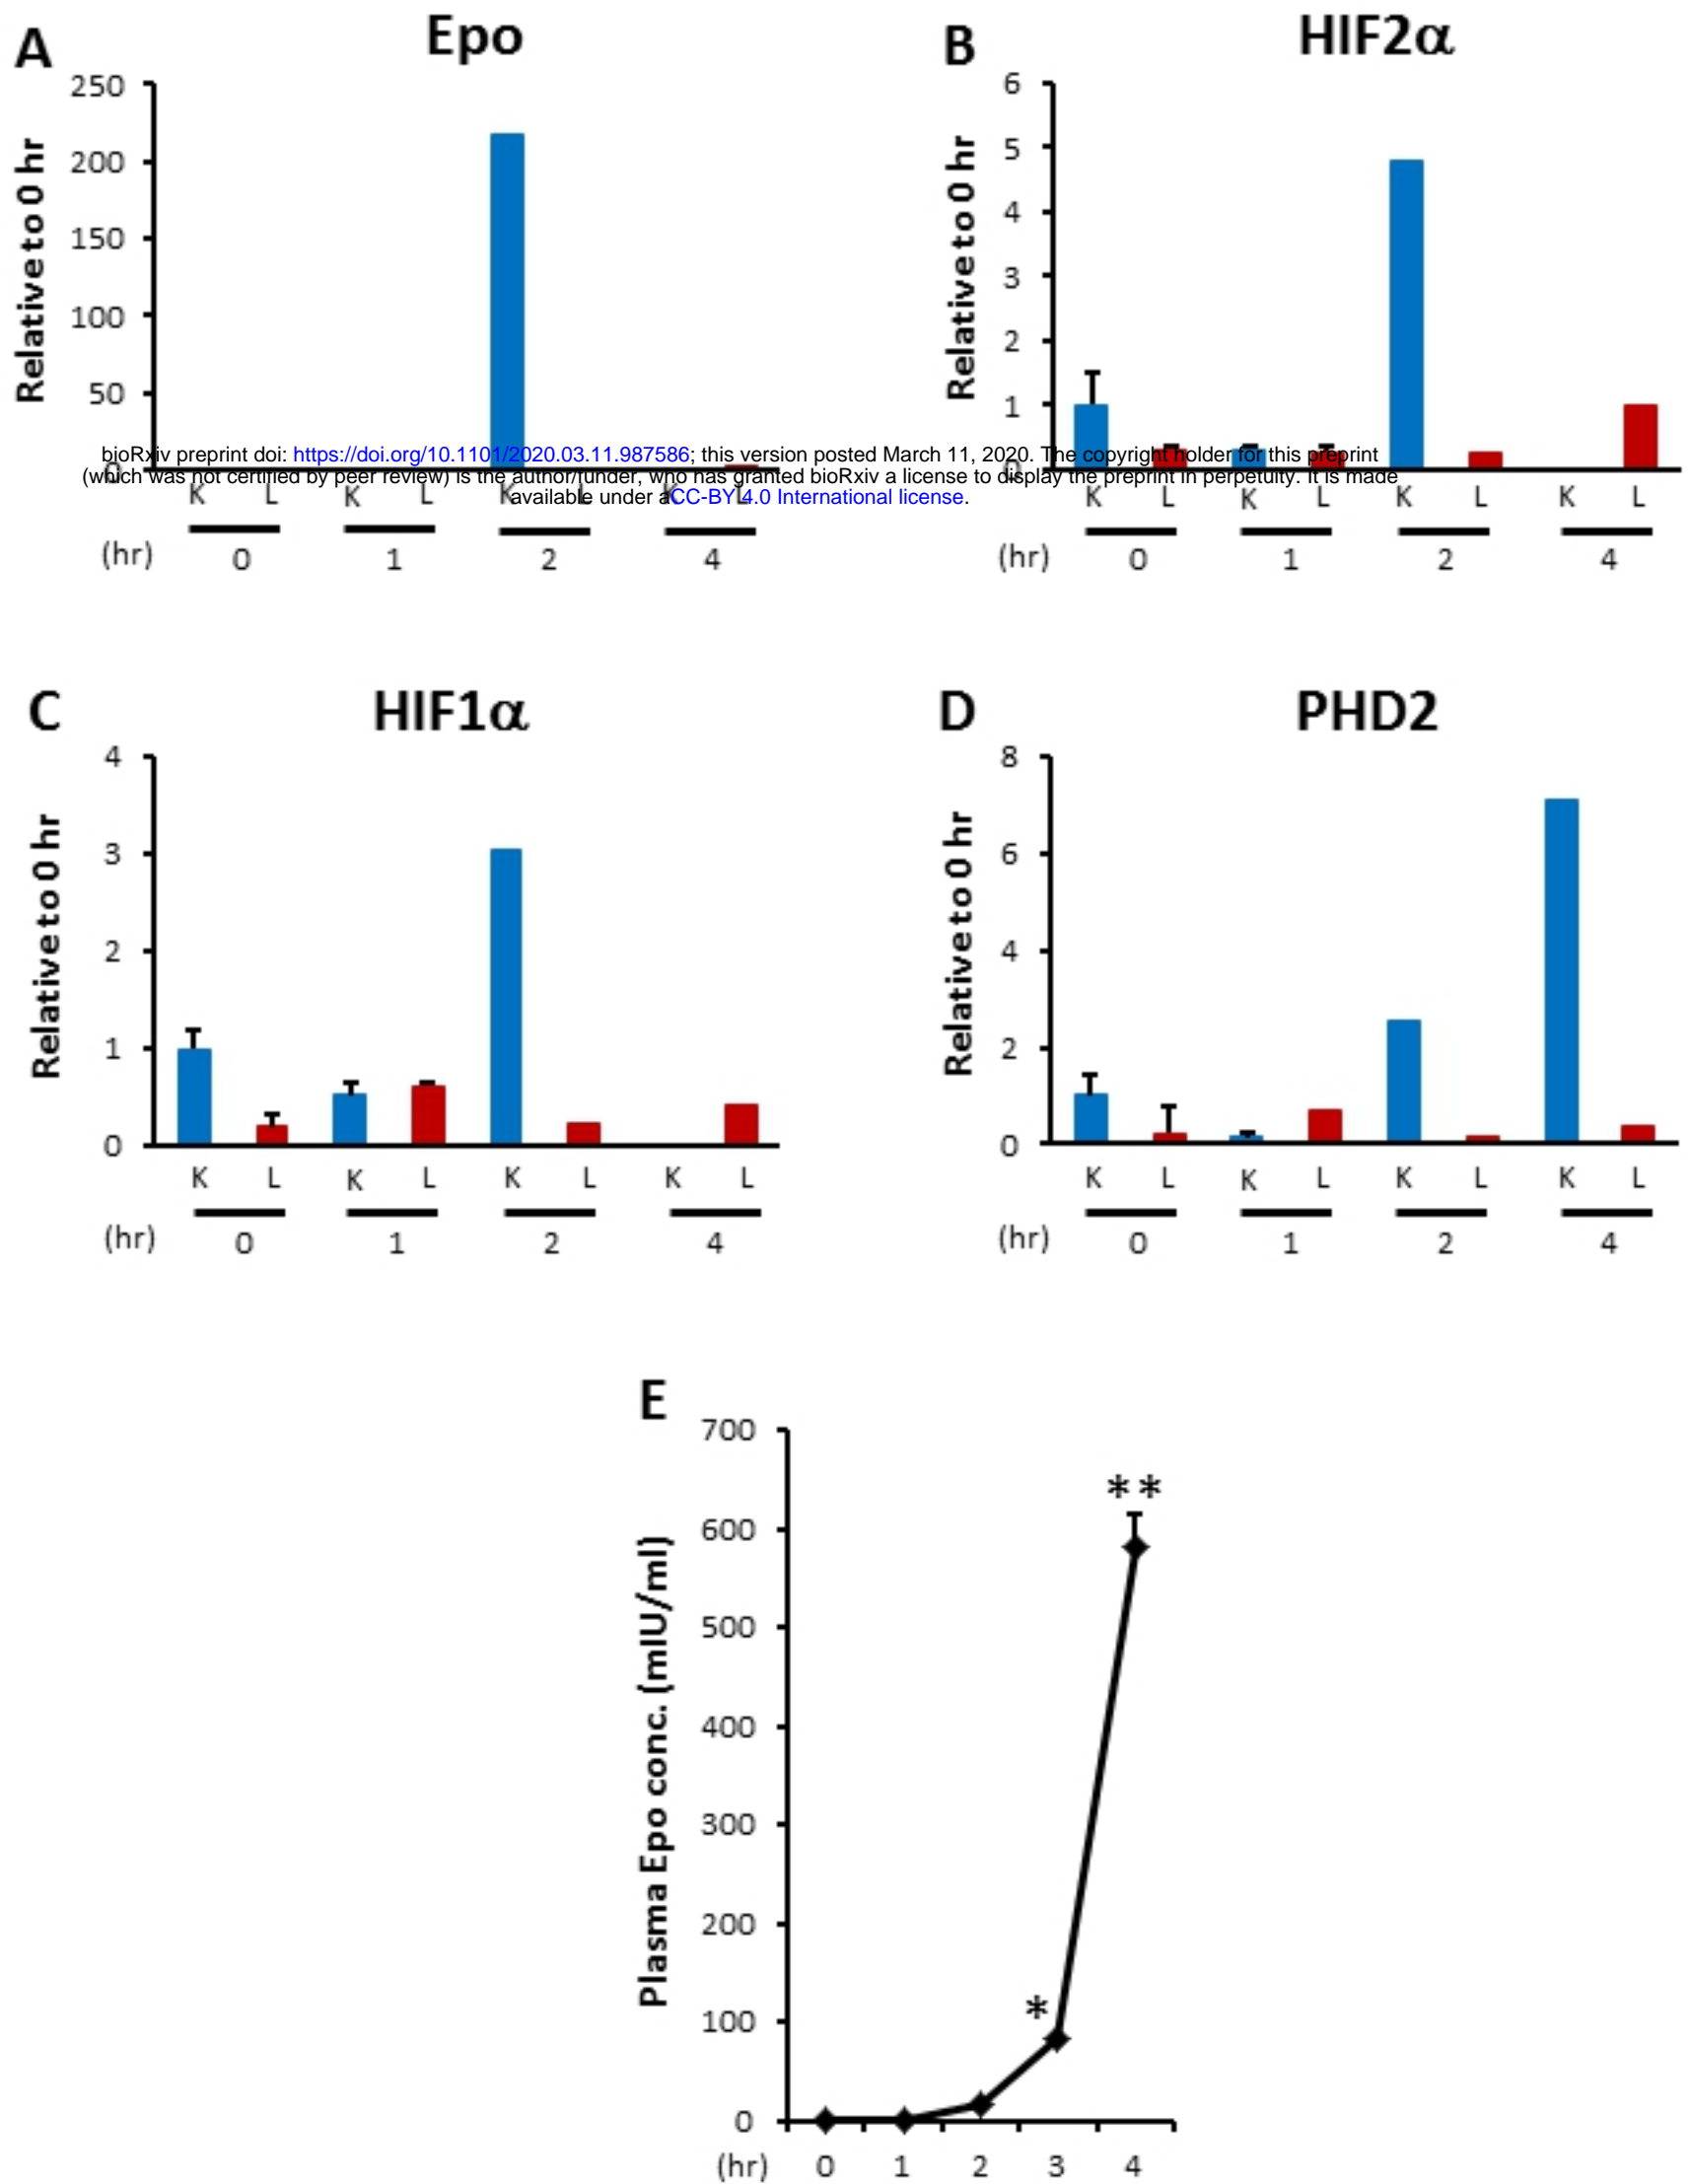 A
Epo
Relative to 0 hr
250
200
150
100
50
0
K L K L K L K L
(hr) 0 1 2 4
B
HIF2α
Relative to 0 hr
6
5
4
3
2
1
0
K L K L K L K L
(hr) 0 1 2 4
bioRxiv preprint doi: https://doi.org/10.1101/2020.03.11.987586; this version posted March 11, 2020. The copyright holder for this preprint
(which was not certified by peer review) is the author/funder, who has granted bioRxiv a license to display the preprint in perpetuity. It is made
available under aCC-BY 4.0 International license.
C
HIF1α
Relative to 0 hr
4
3
2
1
0
K L K L K L K L
(hr) 0 1 2 4
D
PHD2
Relative to 0 hr
8
6
4
2
0
K L K L K L K L
(hr) 0 1 2 4
E
Plasma Epo conc. (mIU/ml)
700
600
500
400
300
200
100
0
**
*
(hr) 0 1 2 3 4